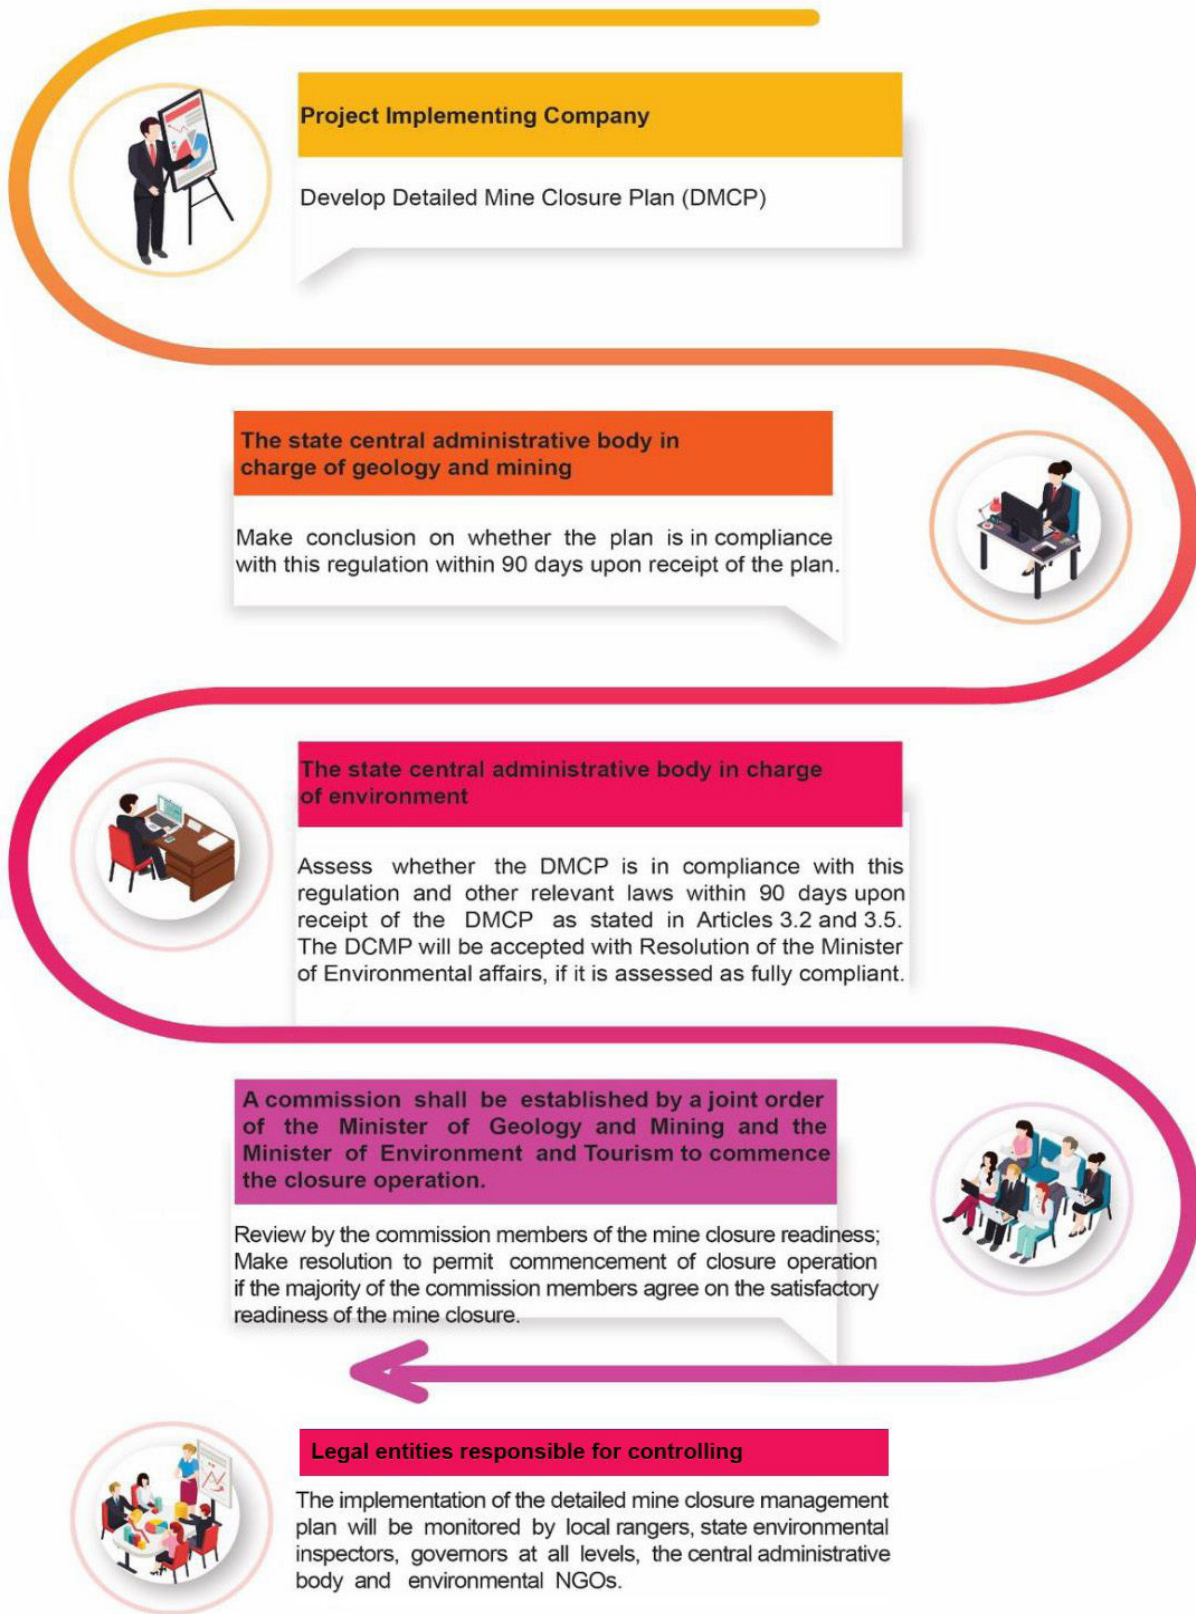 Project Implementing Company
Develop Detailed Mine Closure Plan (DMCP)
The state central administrative body in
charge of geology and mining
Make conclusion on whether the plan is in compliance
with this regulation within 90 days upon receipt of the plan.
The state central administrative body in charge
of environment
Assess whether the DMCP is in compliance with this
regulation and other relevant laws within 90 days upon
receipt of the DMCP as stated in Articles 3.2 and 3.5.
The DCMP will be accepted with Resolution of the Minister
of Environmental affairs, if it is assessed as fully compliant.
A commission shall be established by a joint order
of the Minister of Geology and Mining and the
Minister of Environment and Tourism to commence
the closure operation.
Review by the commission members of the mine closure readiness;
Make resolution to permit commencement of closure operation
if the majority of the commission members agree on the satisfactory
readiness of the mine closure.
Legal entities responsible for controlling
The implementation of the detailed mine closure management
plan will be monitored by local rangers, state environmental
inspectors, governors at all levels, the central administrative
body and environmental NGOs.